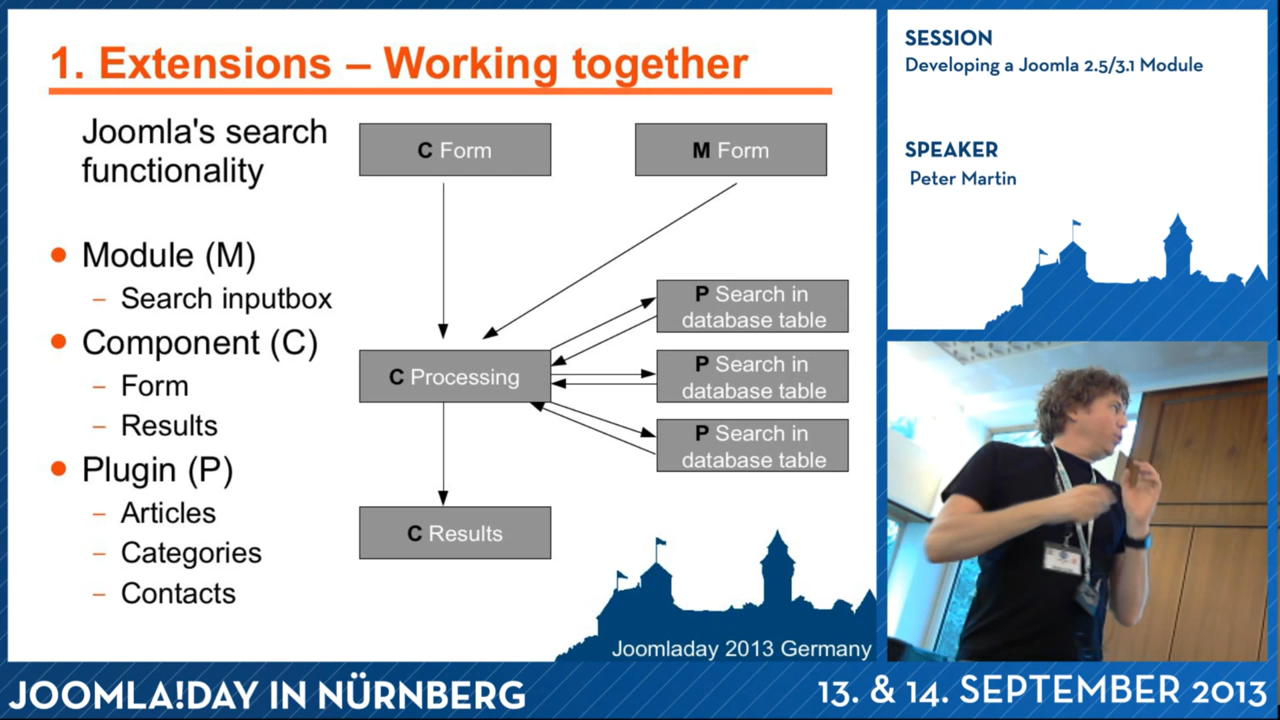 1. Extensions – Working together
Joomla's search
functionality
Module (M)
– Search inputbox
Component (C)
– Form
– Results
Plugin (P)
– Articles
– Categories
– Contacts
C Form
M Form
C Processing
P Search in
database table
P Search in
database table
P Search in
database table
C Results
Joomladay 2013 Germany
SESSION
Developing a Joomla 2.5/3.1 Module
SPEAKER
Peter Martin
JOOMLA!DAY IN NÜRNBERG
13. & 14. SEPTEMBER 2013